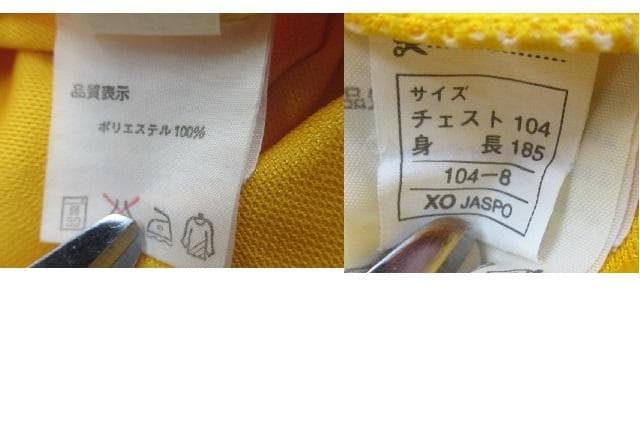 品質表示
ポリエステル100%
サイズ
チェスト 104
身 長 185
104-8
XO JASPO
品